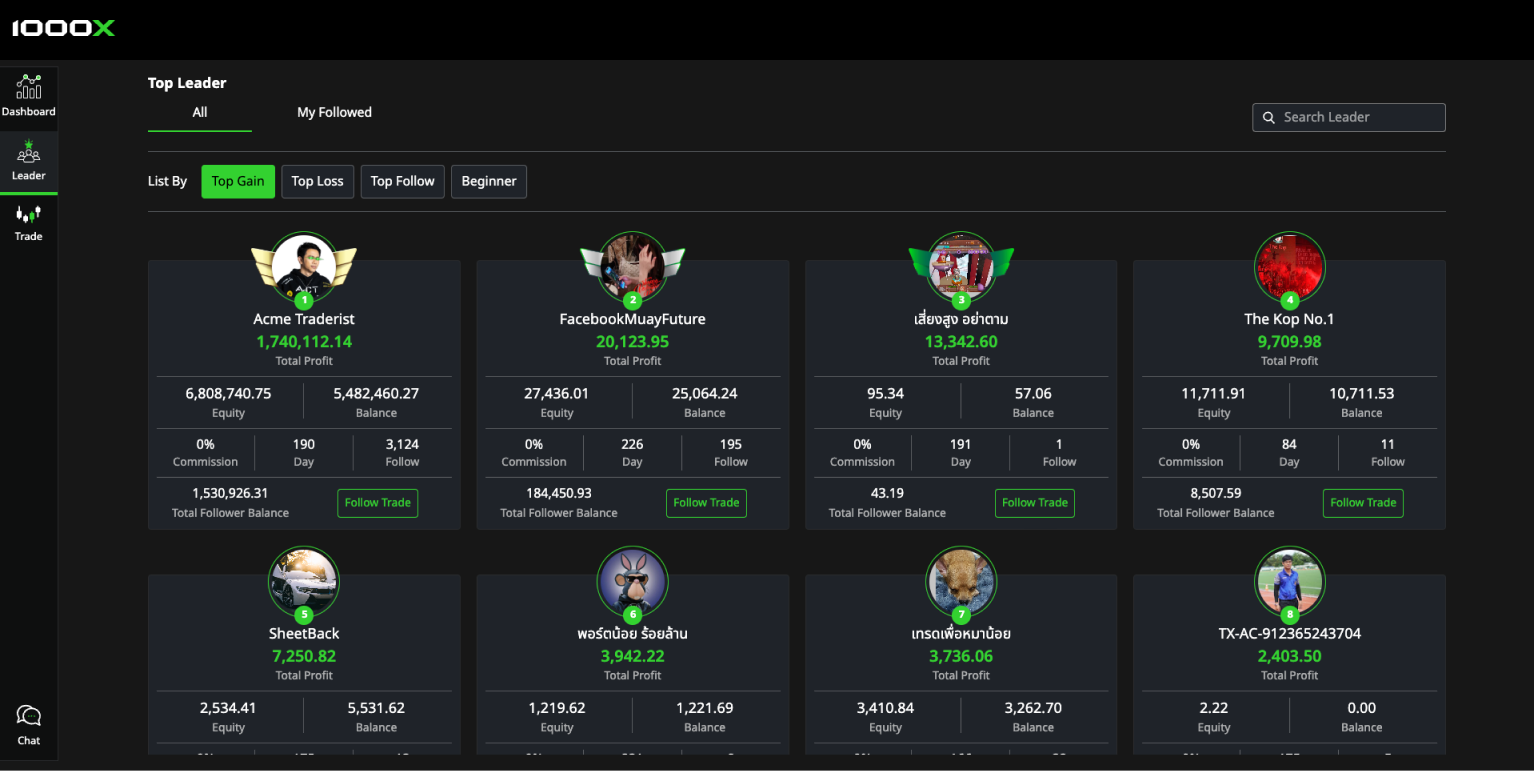 1000X
Dashboard
Leader
Trade
Chat
Top Leader
All My Followed
Search Leader
List By Top Gain Top Loss Top Follow Beginner
1
Acme Traderist
1,740,112.14
Total Profit
6,808,740.75 5,482,460.27
Equity Balance
0% 190 3,124
Commission Day Follow
1,530,926.31
Total Follower Balance
Follow Trade
2
FacebookMuayFuture
20,123.95
Total Profit
27,436.01 25,064.24
Equity Balance
0% 226 195
Commission Day Follow
184,450.93
Total Follower Balance
Follow Trade
3
เสี่ยงสูง อย่าตาม
13,342.60
Total Profit
95.34 57.06
Equity Balance
0% 191 1
Commission Day Follow
43.19
Total Follower Balance
Follow Trade
4
The Kop No.1
9,709.98
Total Profit
11,711.91 10,711.53
Equity Balance
0% 84 11
Commission Day Follow
8,507.59
Total Follower Balance
Follow Trade
5
SheetBack
7,250.82
Total Profit
2,534.41 5,531.62
Equity Balance
6
พอร์ตน้อย ร้อยล้าน
3,942.22
Total Profit
1,219.62 1,221.69
Equity Balance
7
เทรดเพื่อหมาน้อย
3,736.06
Total Profit
3,410.84 3,262.70
Equity Balance
8
TX-AC-912365243704
2,403.50
Total Profit
2.22 0.00
Equity Balance